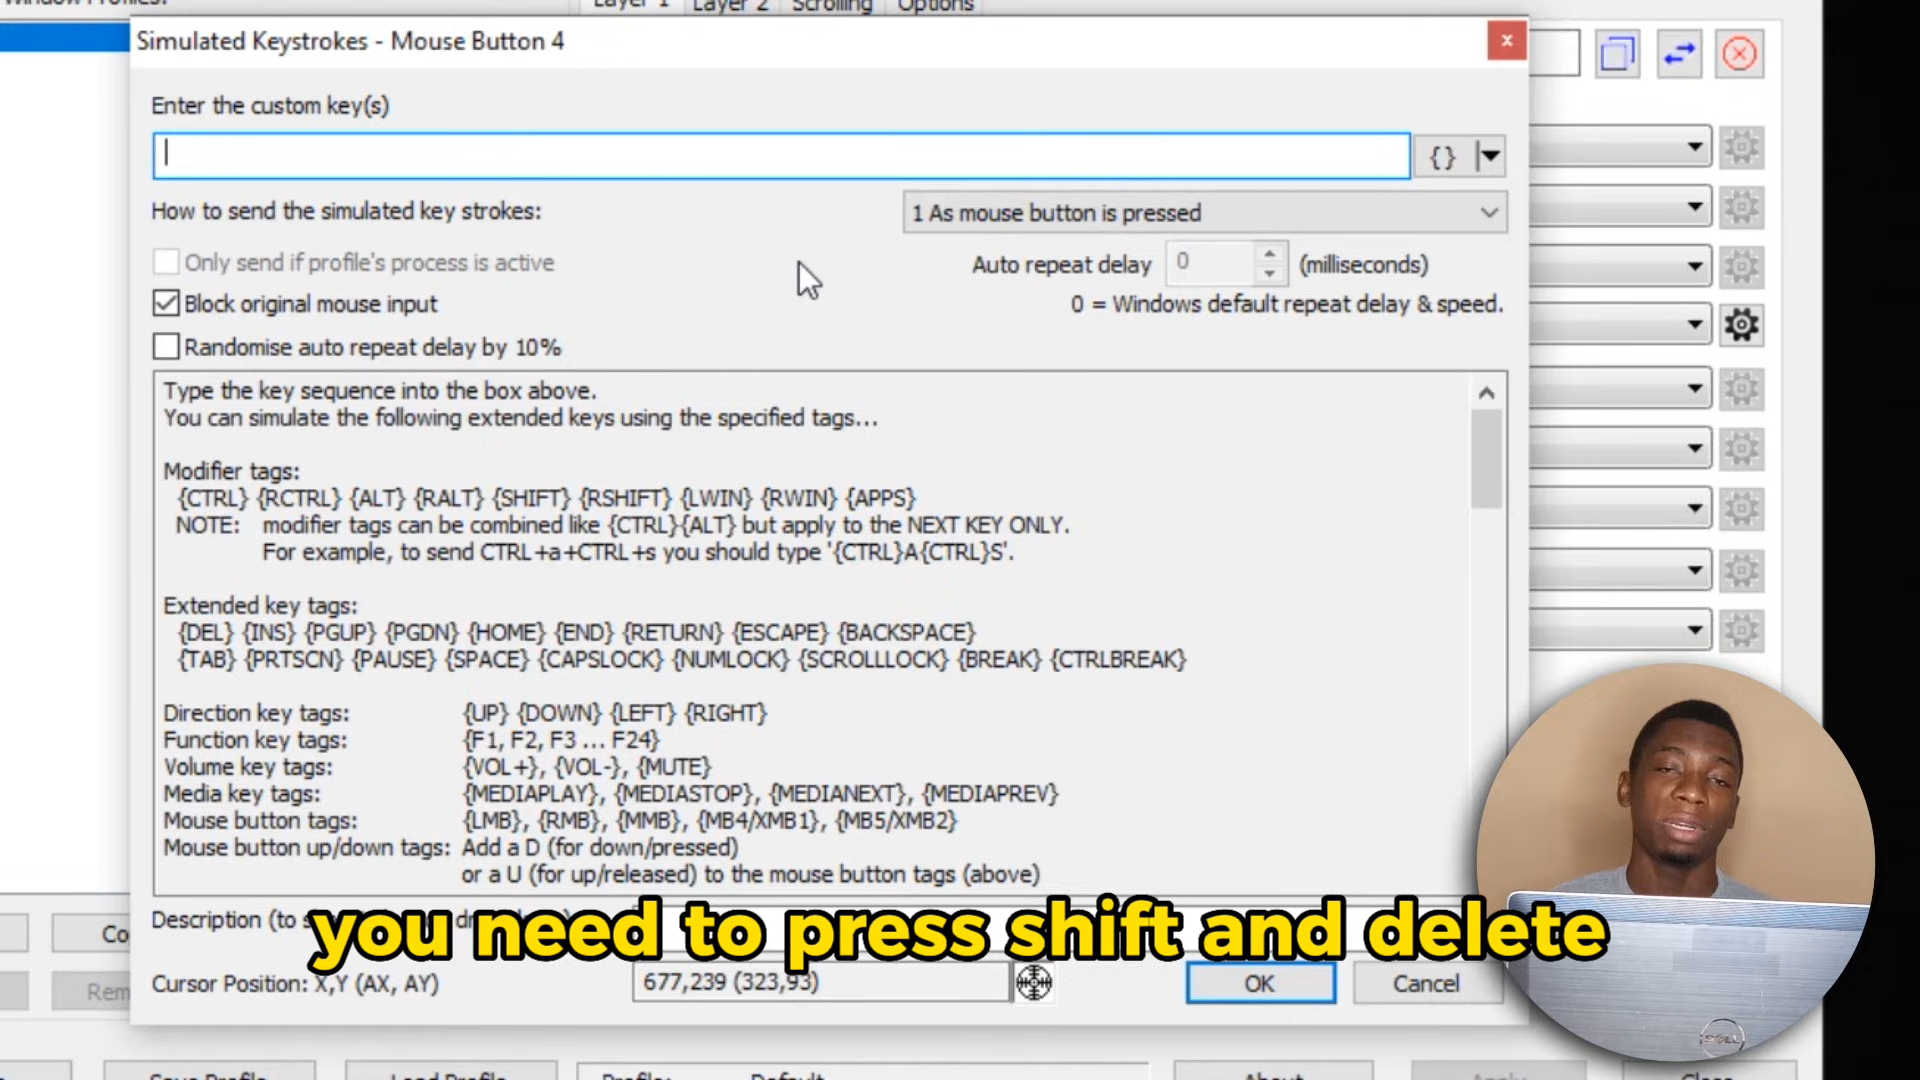 Window Profiles:
Layer 1
Layer 2
Scrolling
Options
Simulated Keystrokes - Mouse Button 4
x
Enter the custom key(s)
{}
How to send the simulated key strokes:
1 As mouse button is pressed
Only send if profile's process is active
Auto repeat delay
0
(milliseconds)
Block original mouse input
0 = Windows default repeat delay & speed.
Randomise auto repeat delay by 10%
Type the key sequence into the box above.
You can simulate the following extended keys using the specified tags...
Modifier tags:
{CTRL} {RCTRL} {ALT} {RALT} {SHIFT} {RSHIFT} {LWIN} {RWIN} {APPS}
NOTE: modifier tags can be combined like {CTRL}{ALT} but apply to the NEXT KEY ONLY.
For example, to send CTRL+a+CTRL+s you should type '{CTRL}A{CTRL}S'.
Extended key tags:
{DEL} {INS} {PGUP} {PGDN} {HOME} {END} {RETURN} {ESCAPE} {BACKSPACE}
{TAB} {PRTSCN} {PAUSE} {SPACE} {CAPSLOCK} {NUMLOCK} {SCROLLLOCK} {BREAK} {CTRLBREAK}
Direction key tags: {UP} {DOWN} {LEFT} {RIGHT}
Function key tags: {F1, F2, F3 ... F24}
Volume key tags: {VOL+}, {VOL-}, {MUTE}
Media key tags: {MEDIAPLAY}, {MEDIASTOP}, {MEDIANEXT}, {MEDIAPREV}
Mouse button tags: {LMB}, {RMB}, {MMB}, {MB4/XMB1}, {MB5/XMB2}
Mouse button up/down tags: Add a D (for down/pressed)
or a U (for up/released) to the mouse button tags (above)
Description (to
Co
you need to press shift and delete
Cursor Position: X,Y (AX, AY)
677,239 (323,93)
OK
Cancel
Rem
DELL
Save Profile
Load Profile
Profile:
Default
About
Apply
Close